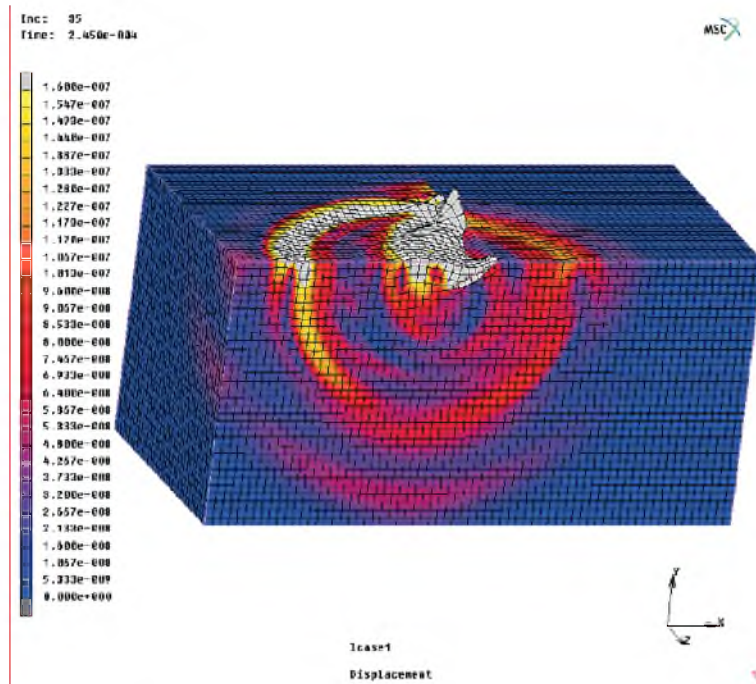 Inc: 35
Time: 2.450e-004
MSC
1.600e-007
1.547e-007
1.493e-007
1.440e-007
1.387e-007
1.333e-007
1.280e-007
1.227e-007
1.173e-007
1.120e-007
1.067e-007
1.013e-007
9.600e-008
9.067e-008
8.533e-008
8.000e-008
7.467e-008
6.933e-008
6.400e-008
5.867e-008
5.333e-008
4.800e-008
4.267e-008
3.733e-008
3.200e-008
2.667e-008
2.133e-008
1.600e-008
1.067e-008
5.333e-009
0.000e+000
Y
X
Z
lcase1
Displacement